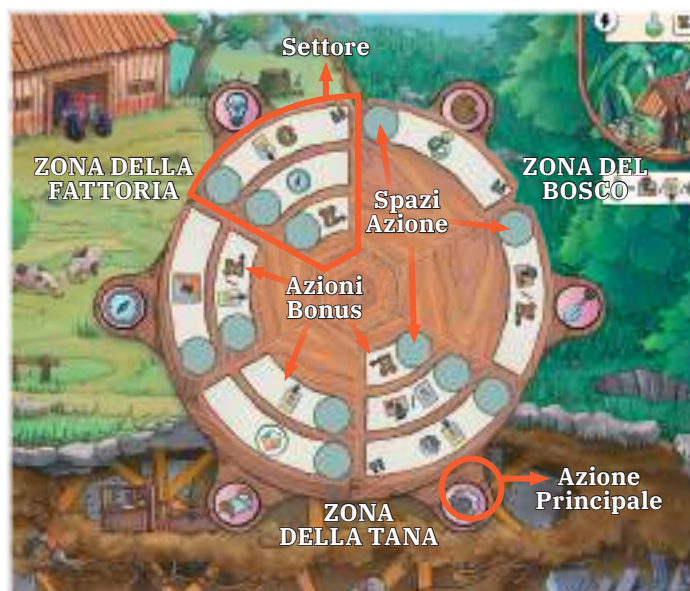 Settore
ZONA DELLA
FATTORIA
ZONA DEL
BOSCO
Spazi
Azione
Azioni
Bonus
Azione
Principale
ZONA
DELLA TANA